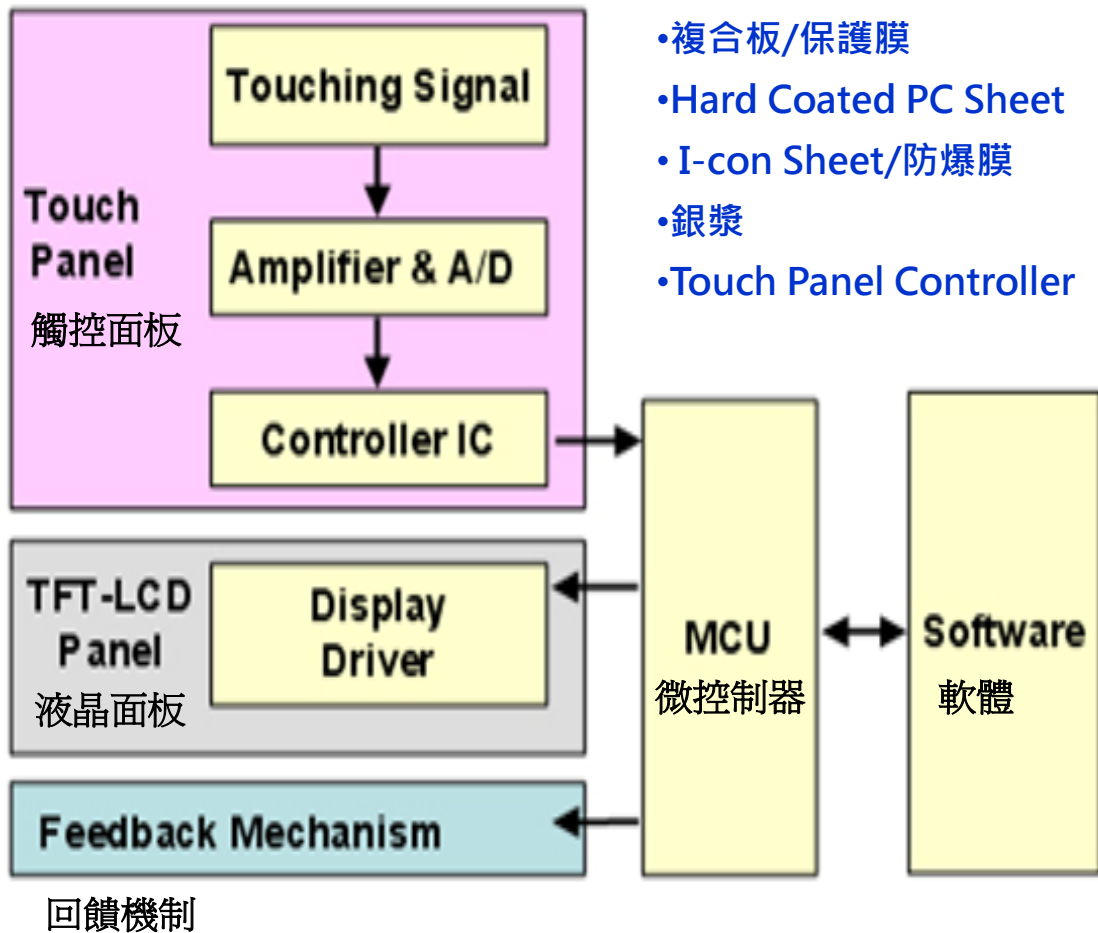 Touching Signal
Amplifier & A/D
Controller IC
Touch
Panel
觸控面板
•複合板/保護膜
•Hard Coated PC Sheet
• I-con Sheet/防爆膜
•銀漿
•Touch Panel Controller
TFT-LCD
Panel
液晶面板
Display
Driver
Feedback Mechanism
回饋機制
MCU
微控制器
Software
軟體